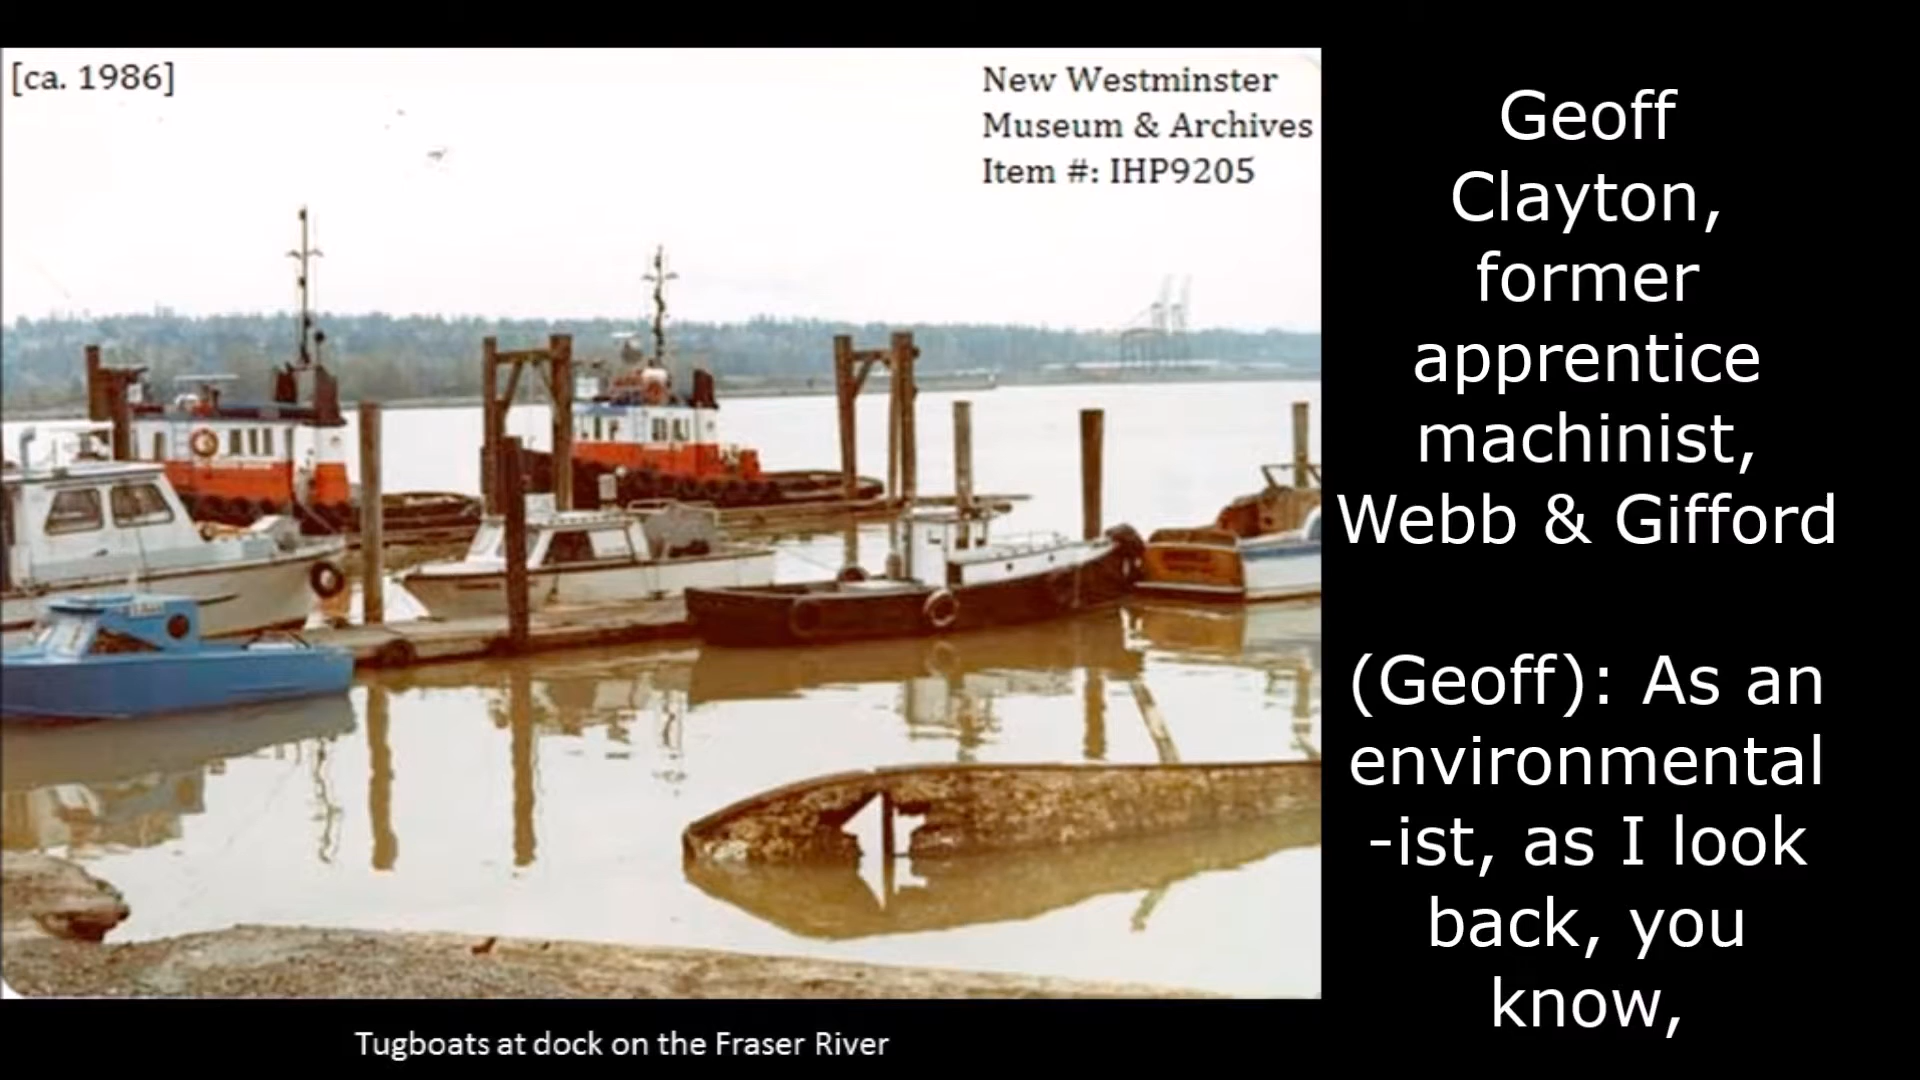 [ca. 1986]
New Westminster
Museum & Archives
Item #: IHP9205
Tugboats at dock on the Fraser River
Geoff
Clayton,
former
apprentice
machinist,
Webb & Gifford
(Geoff): As an
environmental
-ist, as I look
back, you
know,